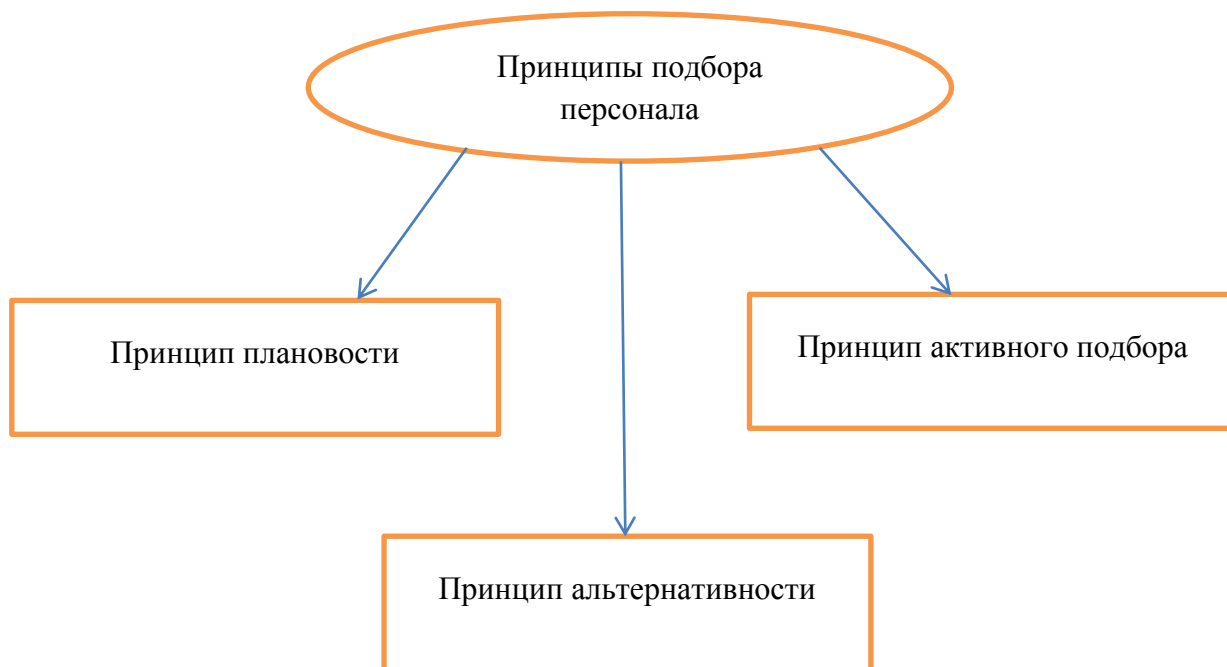 Принципы подбора
персонала
Принцип плановости
Принцип активного подбора
Принцип альтернативности